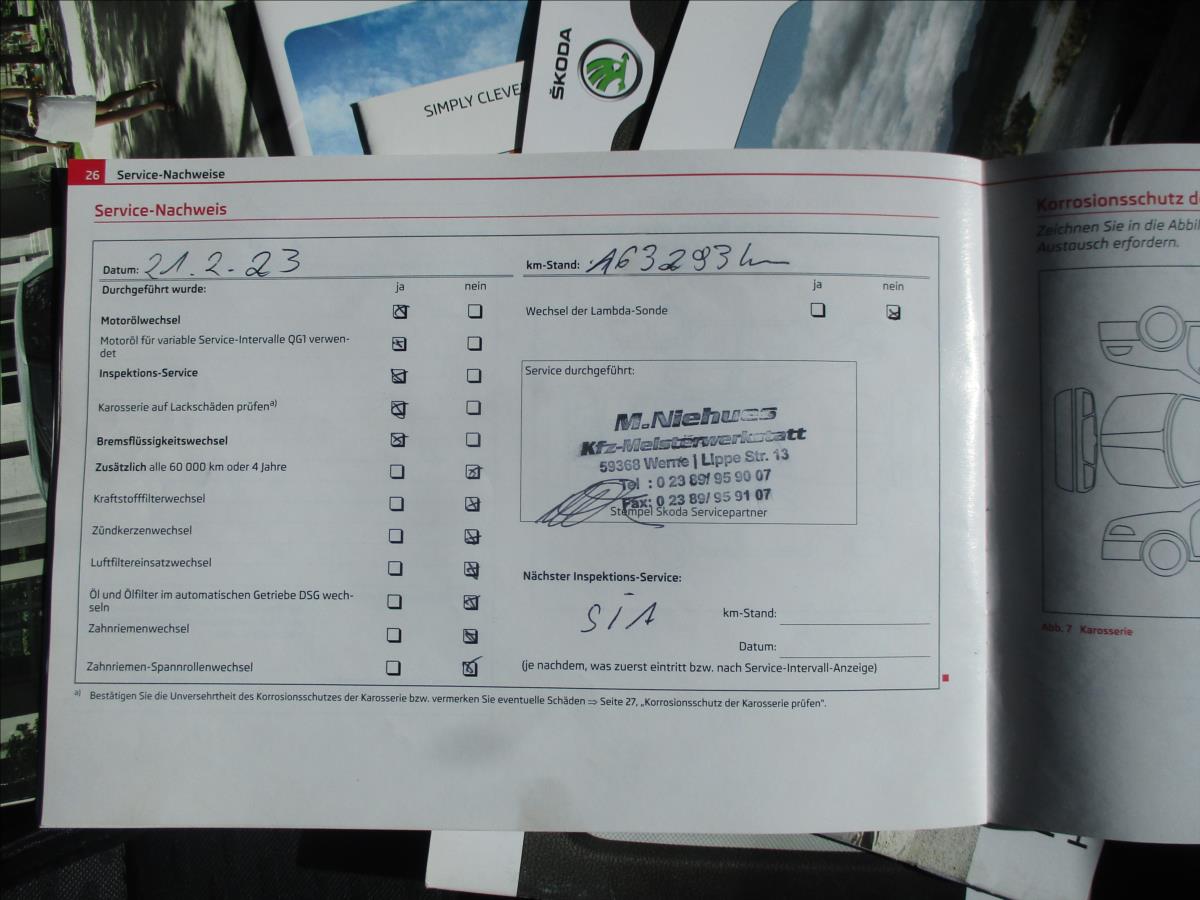 SIMPLY CLEVE
ŠKODA
26 Service-Nachweise
Service-Nachweis
Datum: 21.2.23
km-Stand: 163293 km
Durchgeführt wurde: ja nein
ja nein
Motorölwechsel
Wechsel der Lambda-Sonde
Motoröl für variable Service-Intervalle QG1 verwen-
det
Inspektions-Service
Karosserie auf Lackschäden prüfen a)
Bremsflüssigkeitswechsel
Zusätzlich alle 60 000 km oder 4 Jahre
Kraftstofffilterwechsel
Zündkerzenwechsel
Luftfiltereinsatzwechsel
Öl und Ölfilter im automatischen Getriebe DSG wech-
seln
Zahnriemenwechsel
Zahnriemen-Spannrollenwechsel
Service durchgeführt:
M.Niehues
Kfz-Meisterwerkstatt
59368 Werne | Lippe Str. 13
Tel : 0 23 89/ 95 90 07
Fax: 0 23 89/ 95 91 07
Stempel Škoda Servicepartner
Nächster Inspektions-Service:
SIA
km-Stand:
Datum:
(je nachdem, was zuerst eintritt bzw. nach Service-Intervall-Anzeige)
a) Bestätigen Sie die Unversehrtheit des Korrosionsschutzes der Karosserie bzw. vermerken Sie eventuelle Schäden ⇒ Seite 27, „Korrosionsschutz der Karosserie prüfen".
Korrosionsschutz d
Zeichnen Sie in die Abbil
Austausch erfordern.
Abb. 7 Karosserie